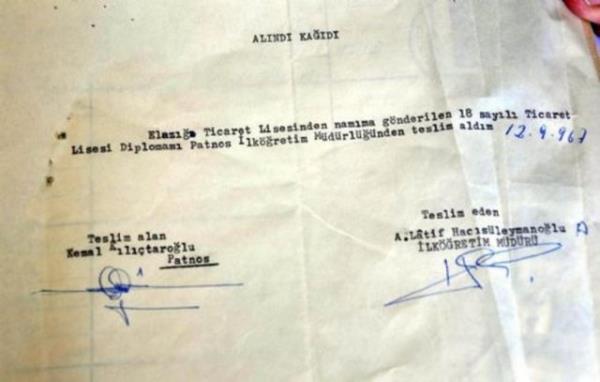 ALINDI KAĞIDI
Elazığ Ticaret Lisesinden namıma gönderilen 18 sayılı Ticaret
Lisesi Diplomamı Patnos İlköğretim Müdürlüğünden teslim aldım 12.9.967
Teslim eden
A.Lâtif Hacısüleymanoğlu
İLKÖĞRETİM MÜDÜRÜ
Teslim alan
Kemal Kılıçtaroğlu
Patnos